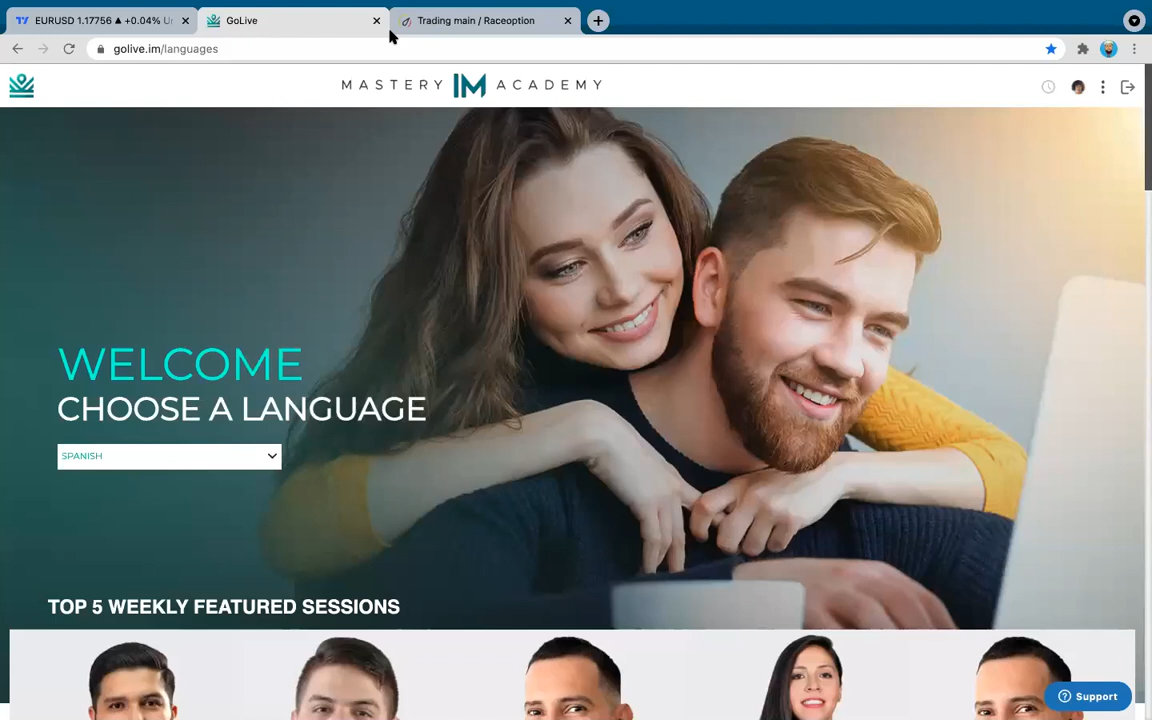 EURUSD 1.17756 ▲ +0.04% U
GoLive
Trading main / Raceoption
golive.im/languages
MASTERY IM ACADEMY
WELCOME
CHOOSE A LANGUAGE
SPANISH
TOP 5 WEEKLY FEATURED SESSIONS
Support